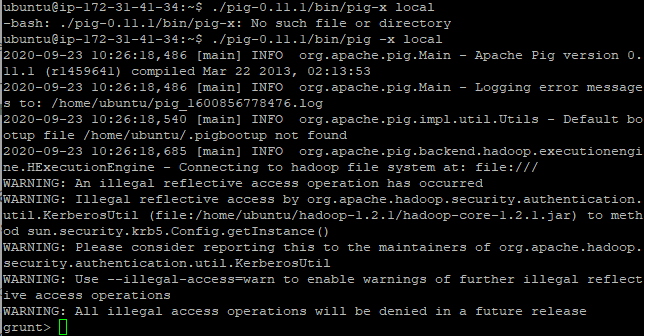 ubuntu@ip-172-31-41-34:~$ ./pig-0.11.1/bin/pig-x local
-bash: ./pig-0.11.1/bin/pig-x: No such file or directory
ubuntu@ip-172-31-41-34:~$ ./pig-0.11.1/bin/pig -x local
2020-09-23 10:26:18,486 [main] INFO  org.apache.pig.Main - Apache Pig version 0.
11.1 (r1459641) compiled Mar 22 2013, 02:13:53
2020-09-23 10:26:18,486 [main] INFO  org.apache.pig.Main - Logging error message
s to: /home/ubuntu/pig_1600856778476.log
2020-09-23 10:26:18,540 [main] INFO  org.apache.pig.impl.util.Utils - Default bo
otup file /home/ubuntu/.pigbootup not found
2020-09-23 10:26:18,685 [main] INFO  org.apache.pig.backend.hadoop.executionengi
ne.HExecutionEngine - Connecting to hadoop file system at: file:///
WARNING: An illegal reflective access operation has occurred
WARNING: Illegal reflective access by org.apache.hadoop.security.authentication.
util.KerberosUtil (file:/home/ubuntu/hadoop-1.2.1/hadoop-core-1.2.1.jar) to meth
od sun.security.krb5.Config.getInstance()
WARNING: Please consider reporting this to the maintainers of org.apache.hadoop.
security.authentication.util.KerberosUtil
WARNING: Use --illegal-access=warn to enable warnings of further illegal reflect
ive access operations
WARNING: All illegal access operations will be denied in a future release
grunt>